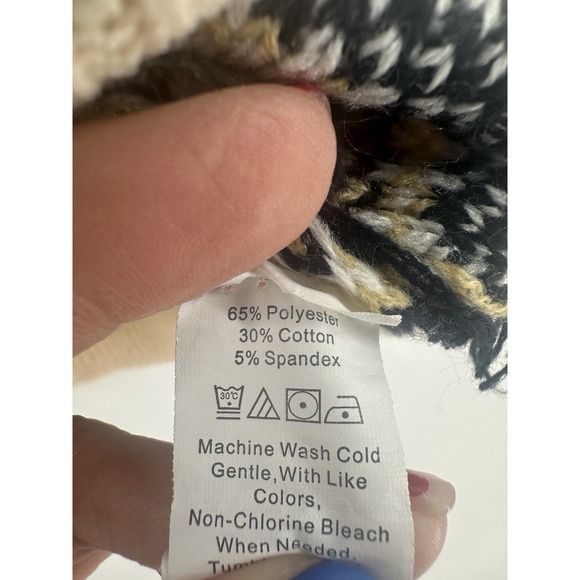 65% Polyester
30% Cotton
5% Spandex
30°C
Machine Wash Cold
Gentle,With Like
Colors,
Non-Chlorine Bleach
When Needed,